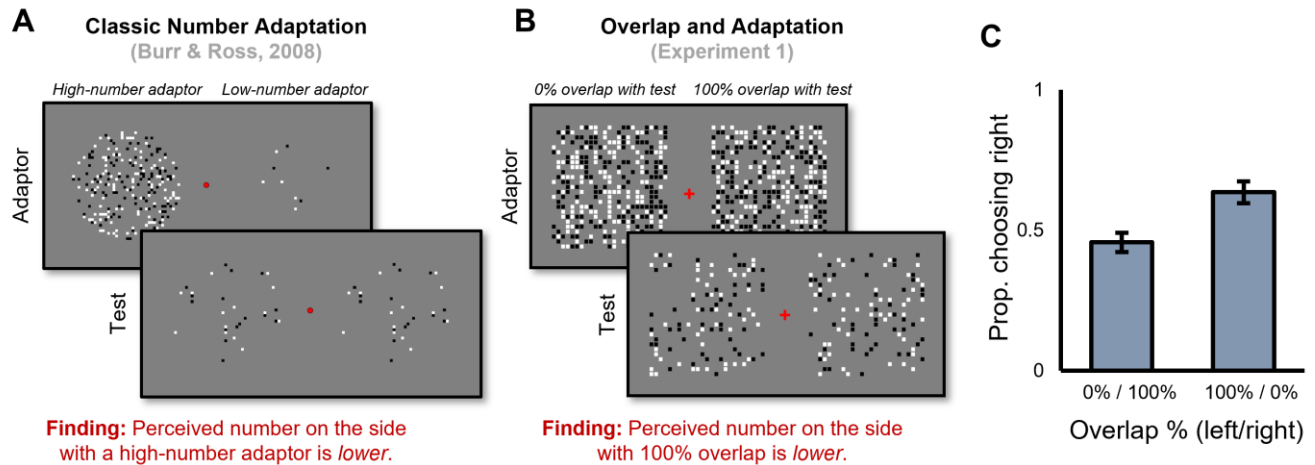 A
Classic Number Adaptation
(Burr & Ross, 2008)
High-number adaptor
Low-number adaptor
Adaptor
Test
Finding: Perceived number on the side
with a high-number adaptor is lower.
B
Overlap and Adaptation
(Experiment 1)
0% overlap with test
100% overlap with test
Adaptor
Test
Finding: Perceived number on the side
with 100% overlap is lower.
C
Prop. choosing right
1
0.5
0
0% / 100%
100% / 0%
Overlap % (left/right)